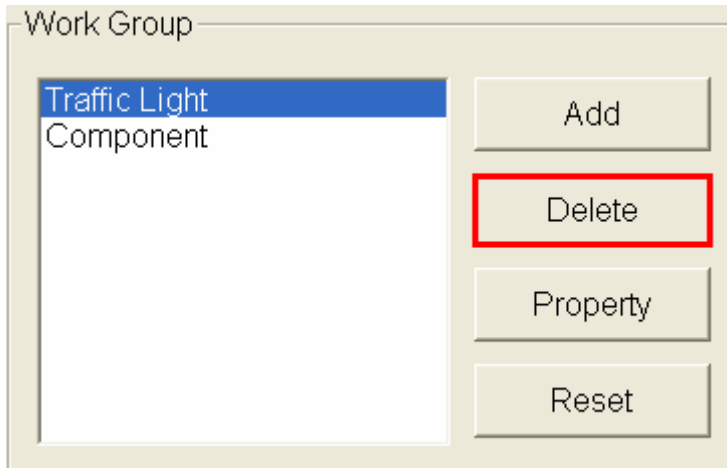 Work Group
Traffic Light
Component
Add
Delete
Property
Reset